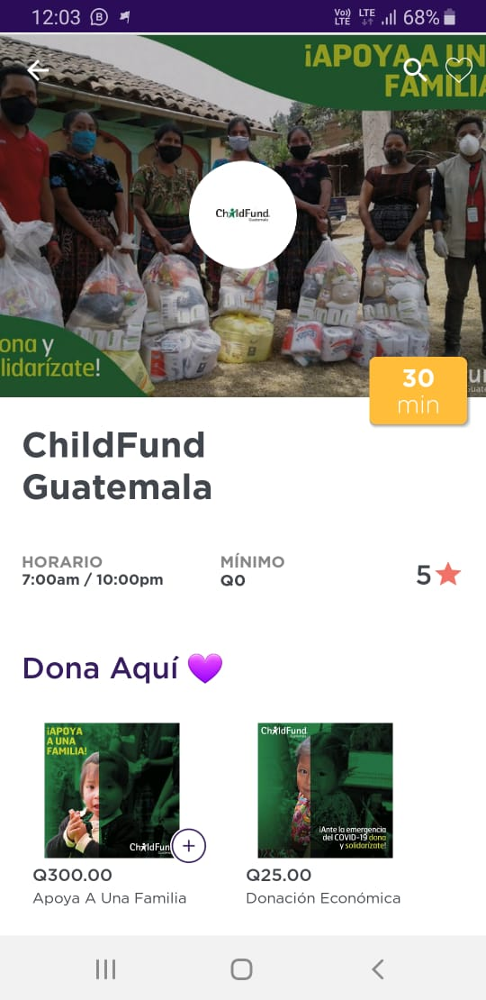 12:03
Vo)) LTE
LTE
68%
¡APOYA A UN
FAMILIA
ChildFund
Guatemala
ona y
lidarízate!
30
min
ChildFund
Guatemala
HORARIO
7:00am / 10:00pm
MÍNIMO
Q0
5
Dona Aquí
¡APOYA
A UNA
FAMILIA!
ChildFun
ChildFund
Guatemala
¡Ante la emergencia
del COVID-19 dona
y solidarízate!
Q300.00
Apoya A Una Familia
Q25.00
Donación Económica